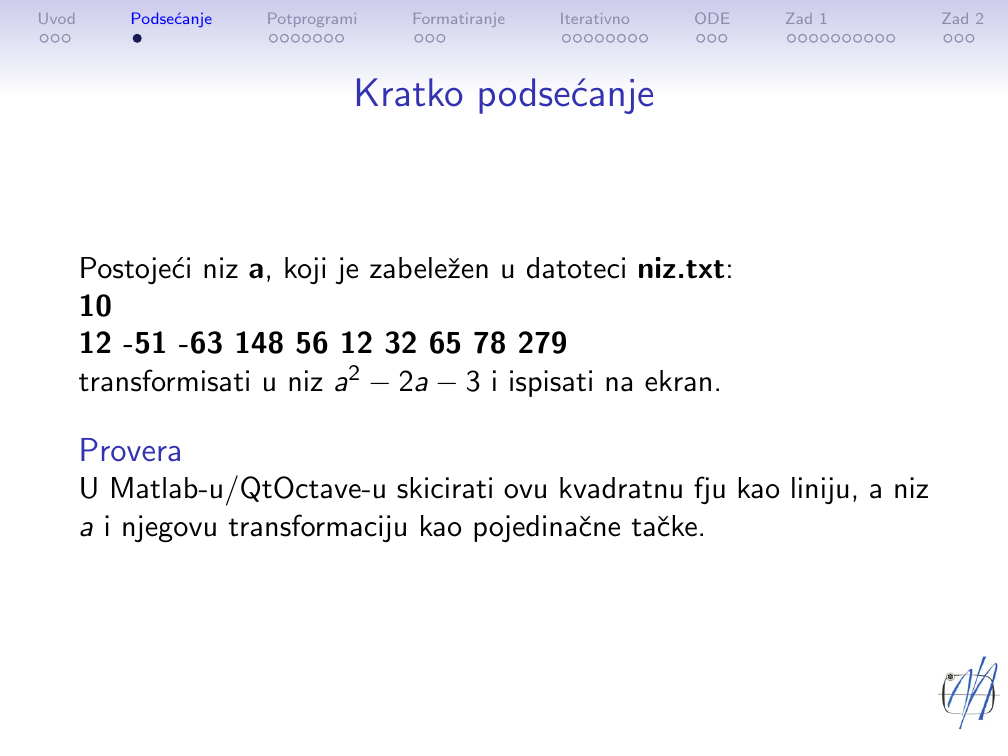 Uvod Podsećanje Potprogrami Formatiranje Iterativno ODE Zad 1 Zad 2
Kratko podsećanje
Postojeći niz a, koji je zabeležen u datoteci niz.txt:
10
12 -51 -63 148 56 12 32 65 78 279
transformisati u niz a² − 2a − 3 i ispisati na ekran.
Provera
U Matlab-u/QtOctave-u skicirati ovu kvadratnu fju kao liniju, a niz
a i njegovu transformaciju kao pojedinačne tačke.